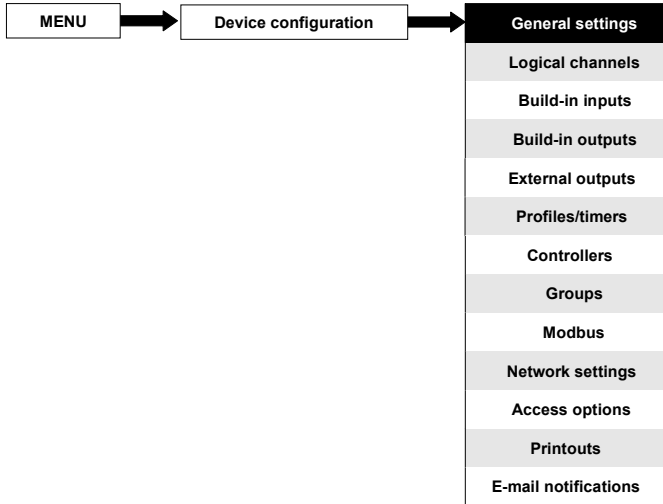 MENU Device configuration General settings
Logical channels
Build-in inputs
Build-in outputs
External outputs
Profiles/timers
Controllers
Groups
Modbus
Network settings
Access options
Printouts
E-mail notifications